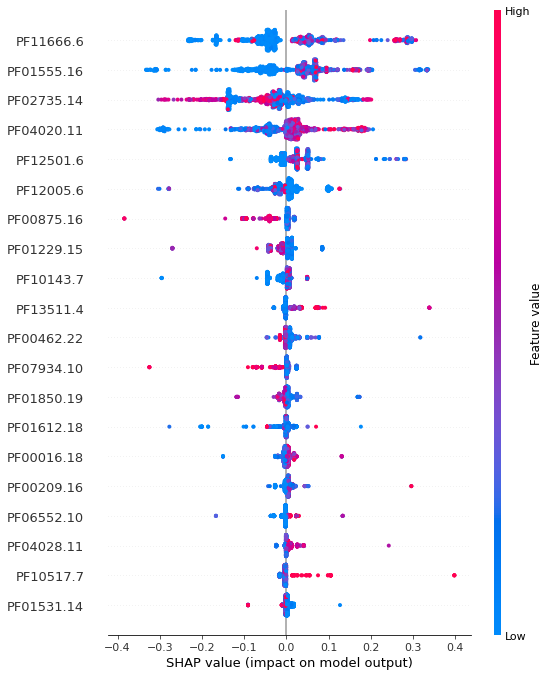 High
PF11666.6
PF01555.16
PF02735.14
PF04020.11
PF12501.6
PF12005.6
PF00875.16
PF01229.15
PF10143.7
PF13511.4
PF00462.22
PF07934.10
PF01850.19
PF01612.18
PF00016.18
PF00209.16
PF06552.10
PF04028.11
PF10517.7
PF01531.14
Low
Feature value
−0.4 −0.3 −0.2 −0.1 0.0 0.1 0.2 0.3 0.4
SHAP value (impact on model output)